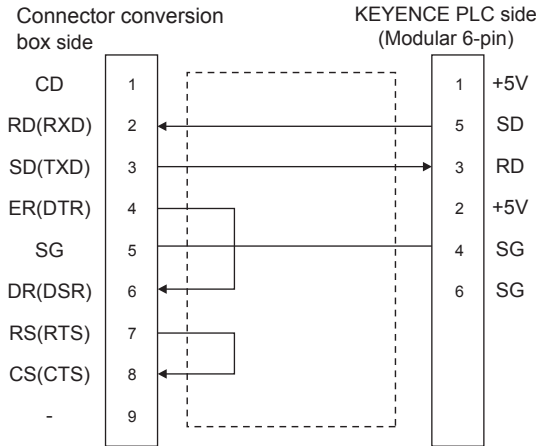 Connector conversion
box side
KEYENCE PLC side
(Modular 6-pin)
CD 1 1 +5V
RD(RXD) 2 5 SD
SD(TXD) 3 3 RD
ER(DTR) 4 2 +5V
SG 5 4 SG
DR(DSR) 6 6 SG
RS(RTS) 7
CS(CTS) 8
- 9